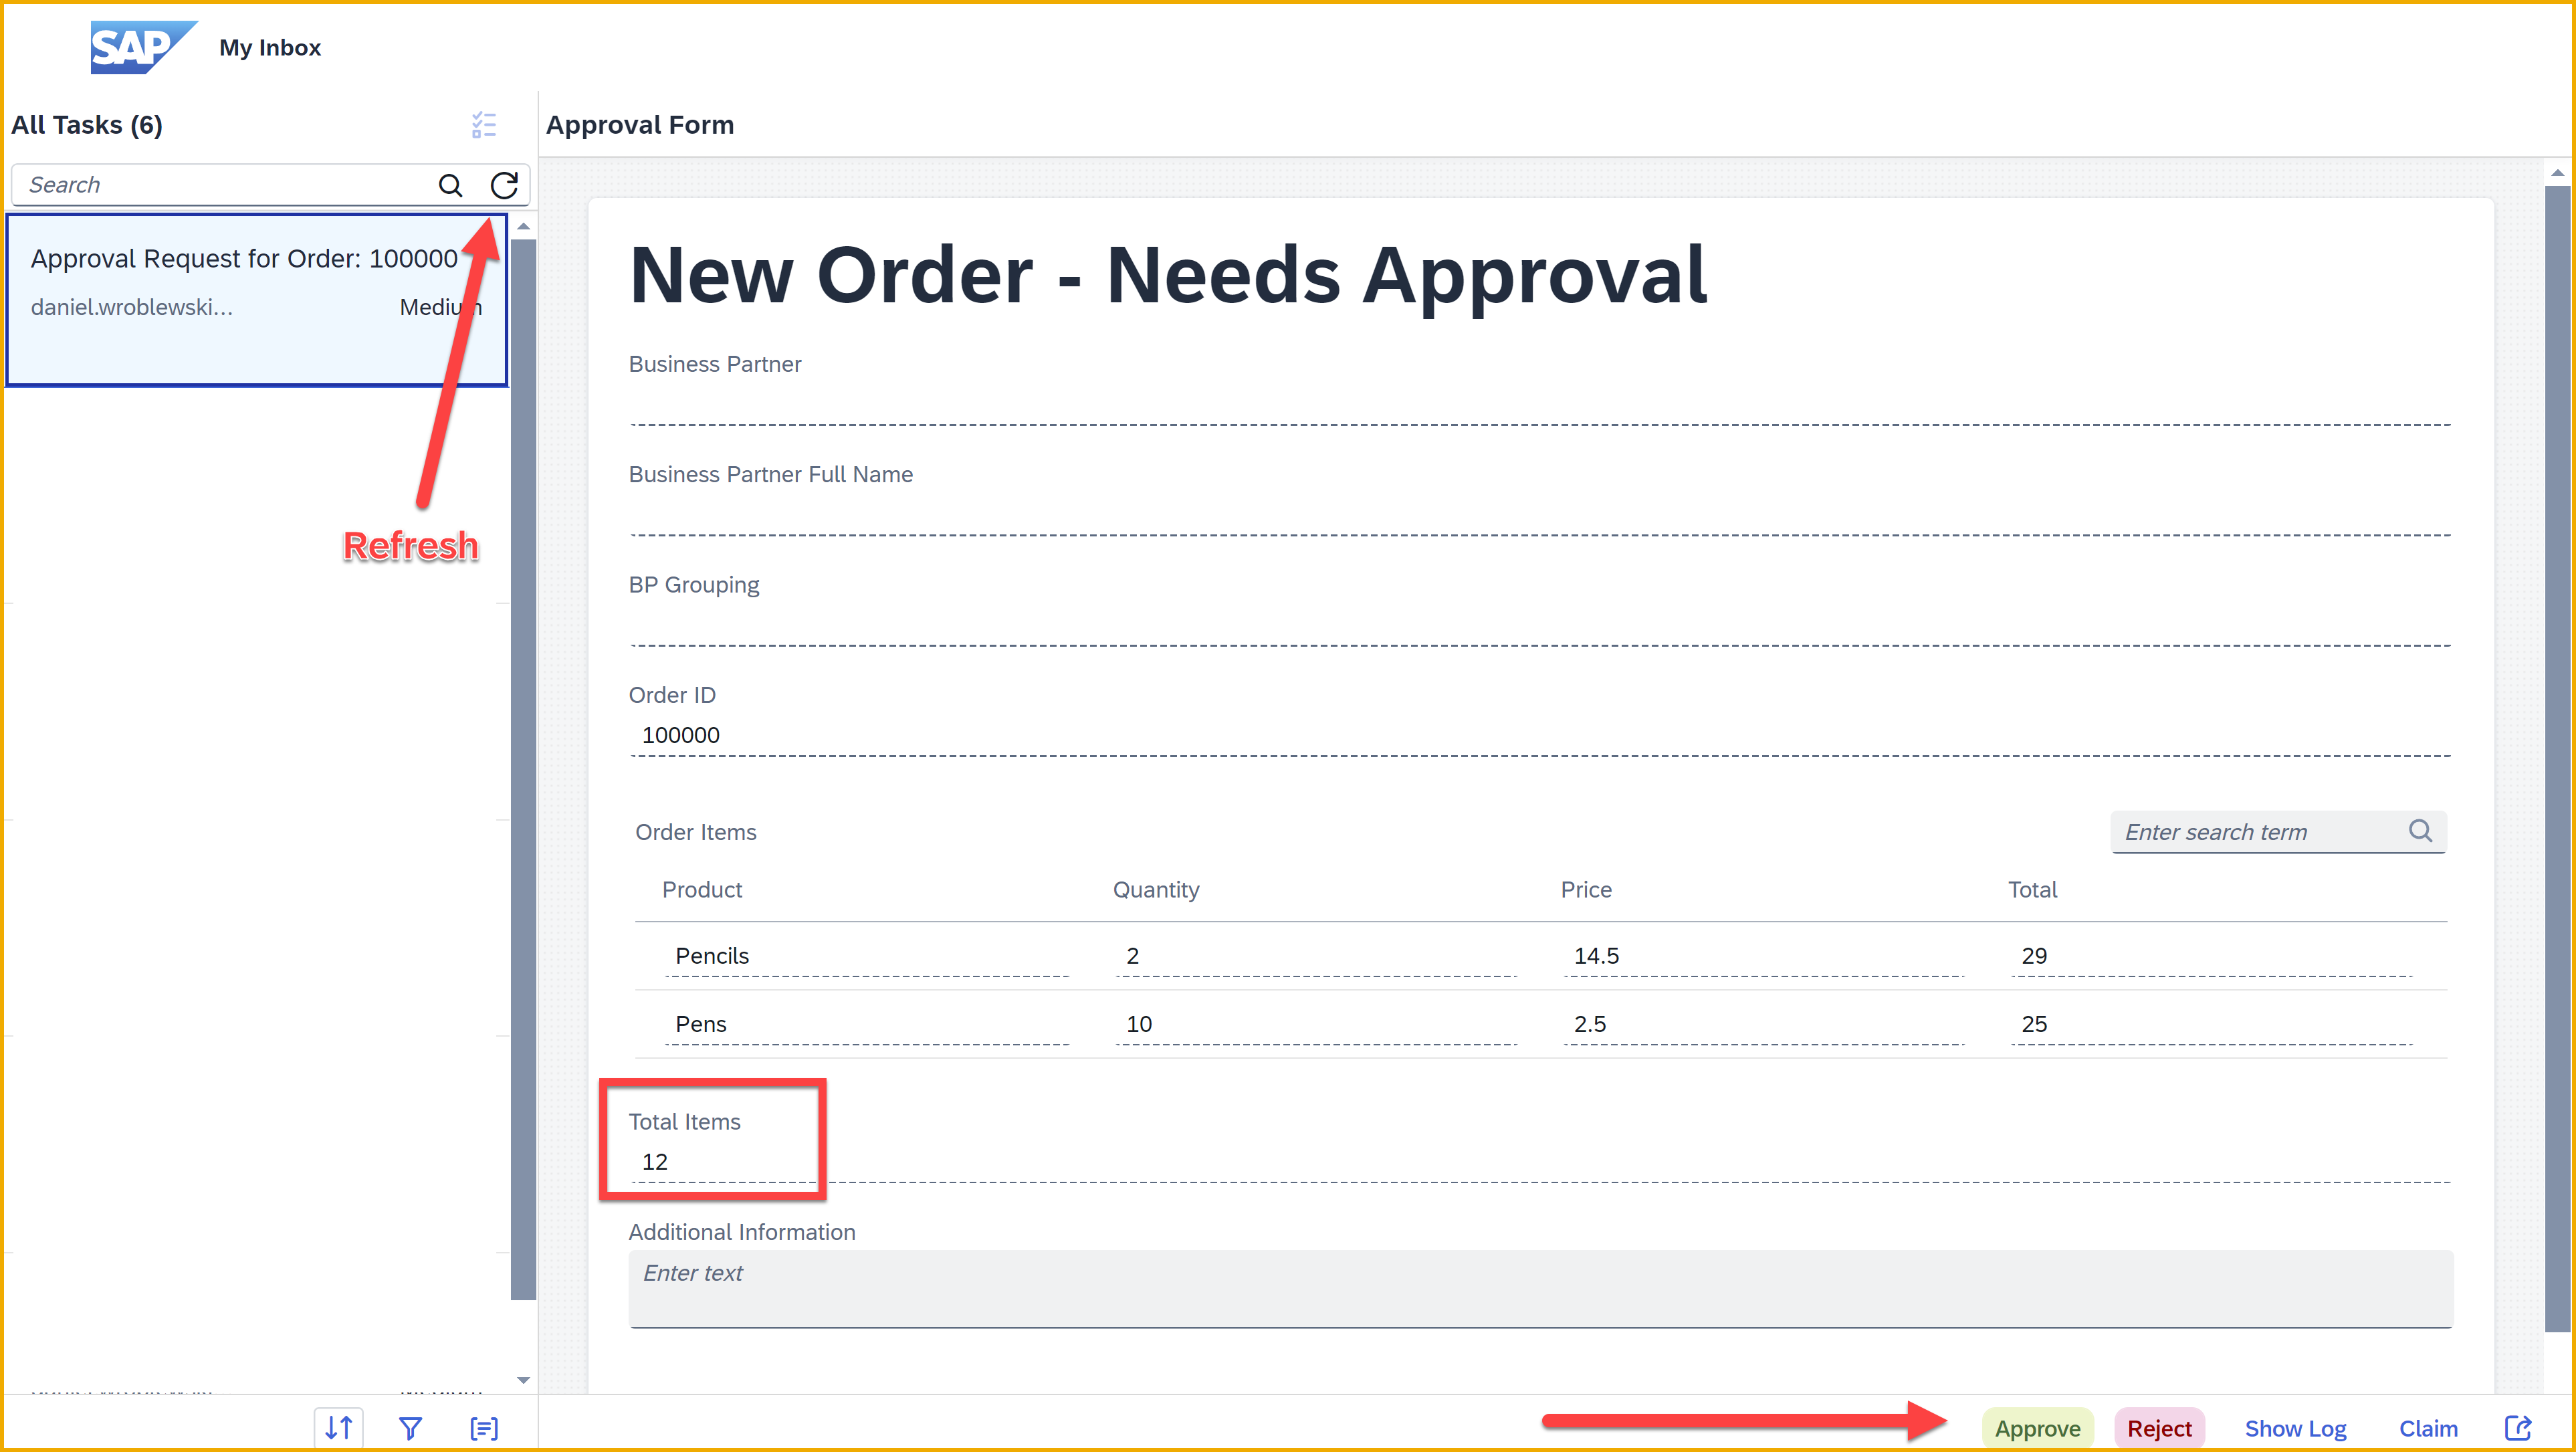 SAP My Inbox
All Tasks (6)
Search
Approval Request for Order: 100000
daniel.wroblewski... Medium
Refresh
Approval Form
New Order - Needs Approval
Business Partner
Business Partner Full Name
BP Grouping
Order ID
100000
Order Items Enter search term
Product Quantity Price Total
Pencils 2 14.5 29
Pens 10 2.5 25
Total Items
12
Additional Information
Enter text
Approve Reject Show Log Claim